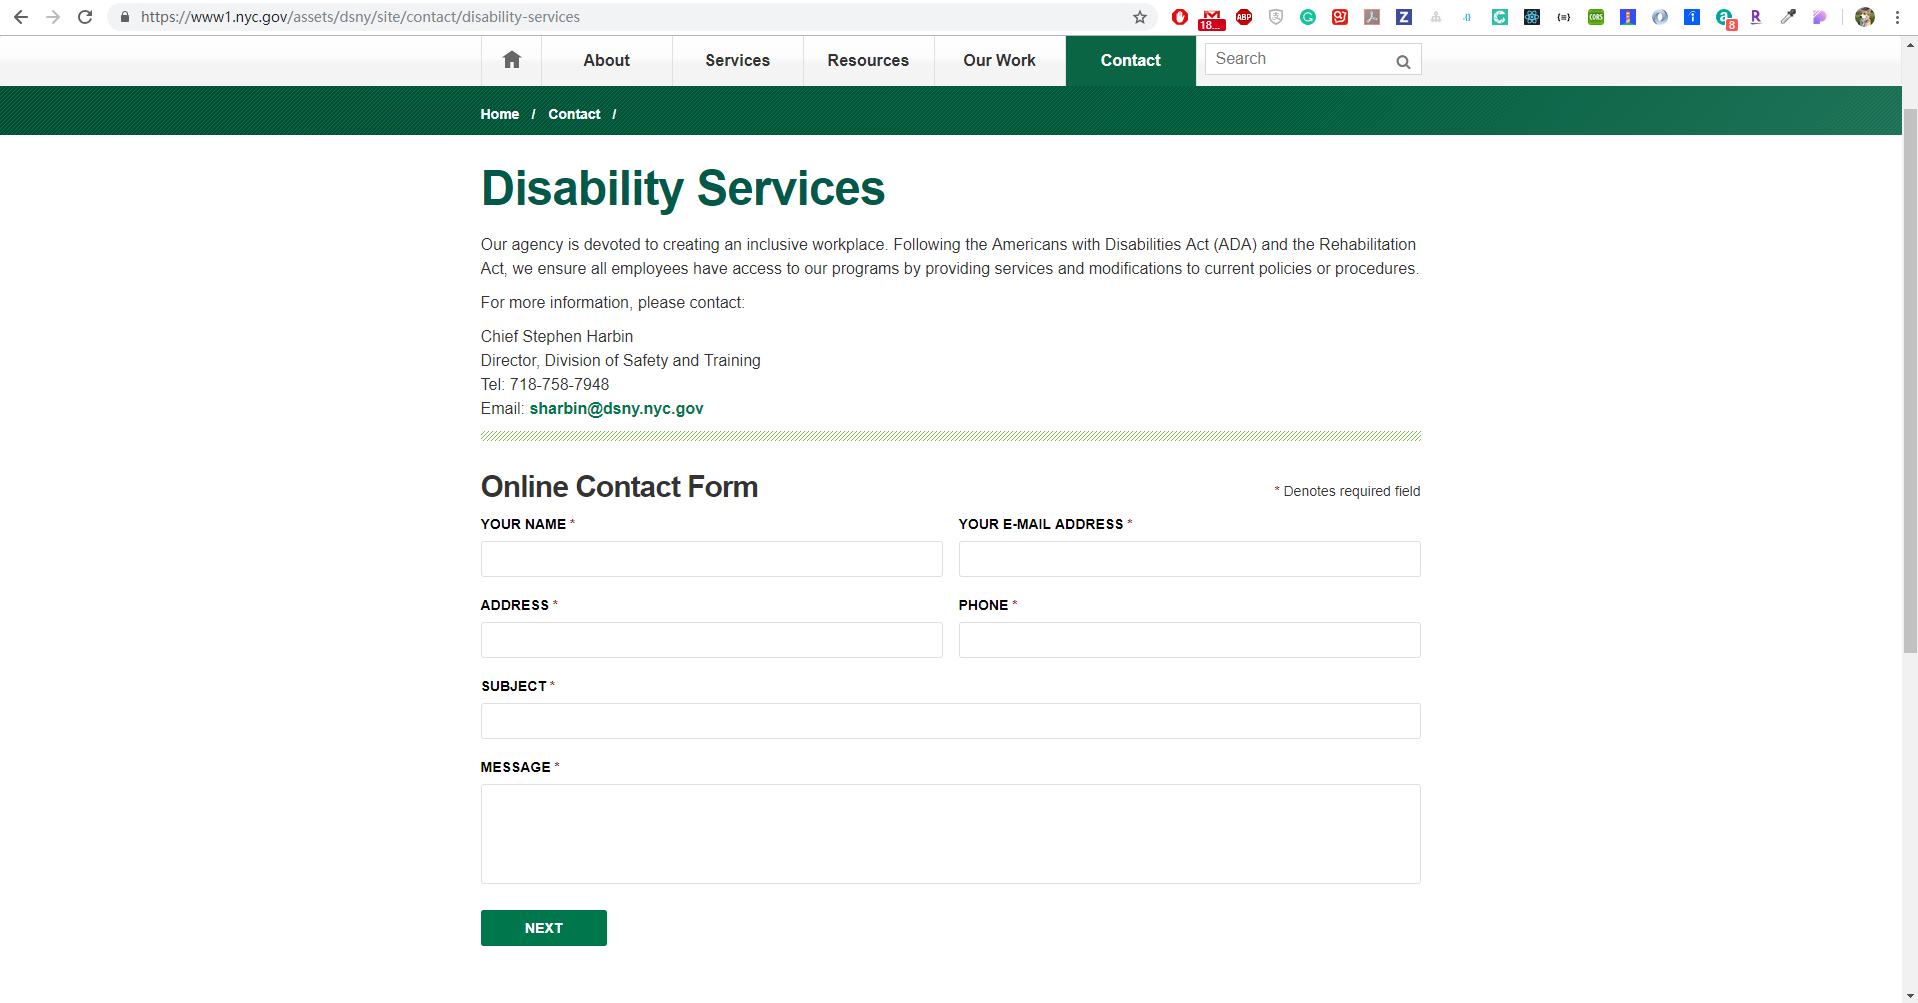 https://www1.nyc.gov/assets/dsny/site/contact/disability-services
18...
ABP
CORS
8
About
Services
Resources
Our Work
Contact
Search
Home / Contact /
Disability Services
Our agency is devoted to creating an inclusive workplace. Following the Americans with Disabilities Act (ADA) and the Rehabilitation
Act, we ensure all employees have access to our programs by providing services and modifications to current policies or procedures.
For more information, please contact:
Chief Stephen Harbin
Director, Division of Safety and Training
Tel: 718-758-7948
Email: sharbin@dsny.nyc.gov
Online Contact Form
* Denotes required field
YOUR NAME *
YOUR E-MAIL ADDRESS *
ADDRESS *
PHONE *
SUBJECT *
MESSAGE *
NEXT